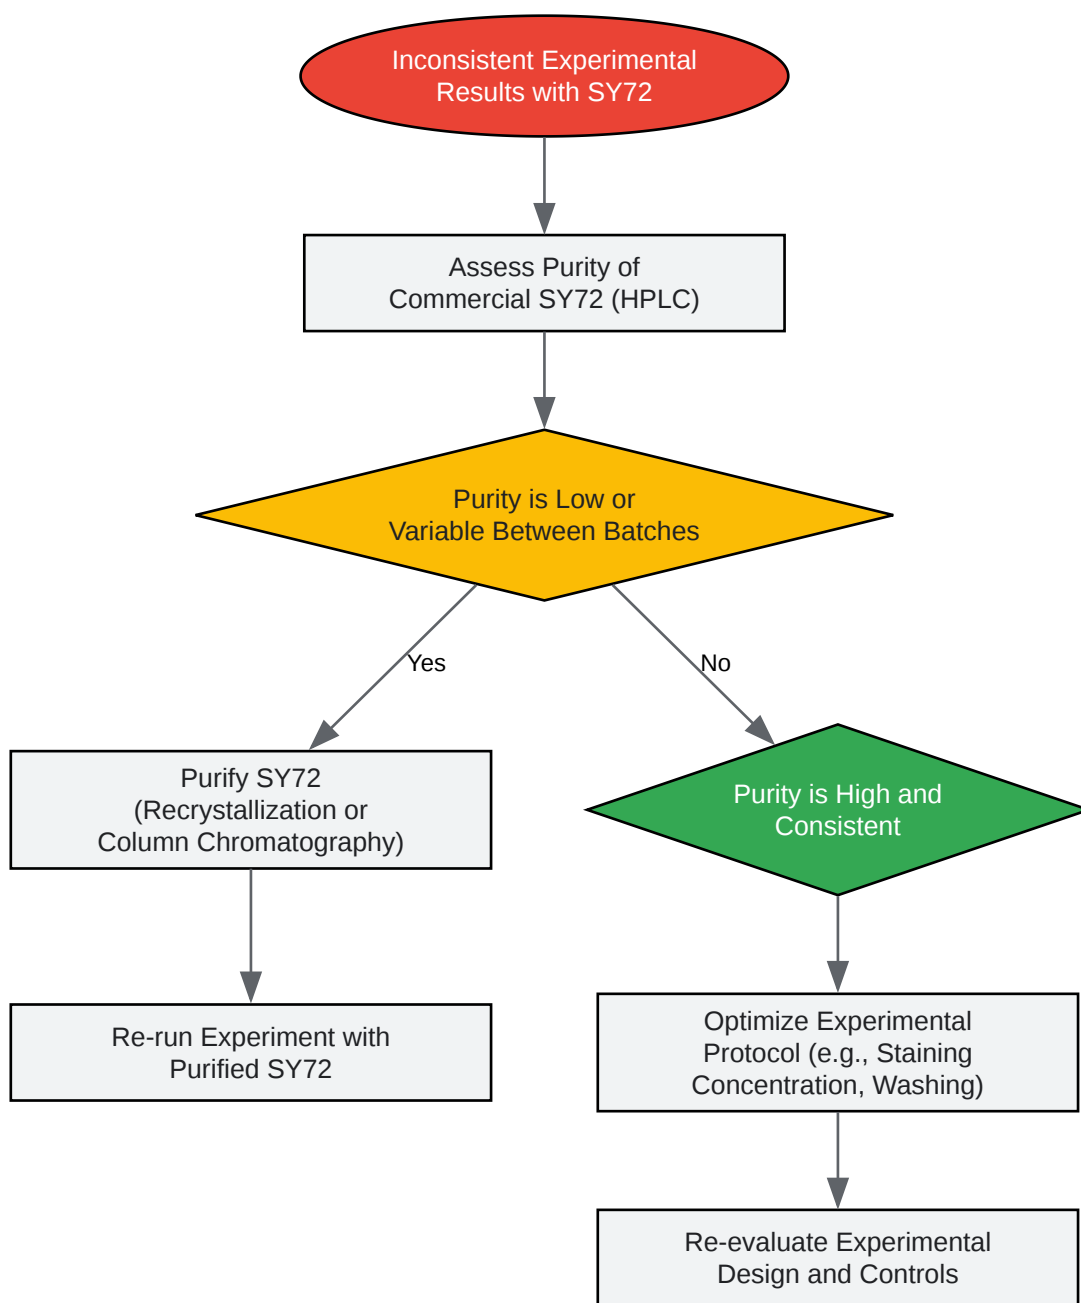 Inconsistent Experimental
Results with SY72
Assess Purity of
Commercial SY72 (HPLC)
Purity is Low or
Variable Between Batches
Yes
No
Purify SY72
(Recrystallization or
Column Chromatography)
Purity is High and
Consistent
Re-run Experiment with
Purified SY72
Optimize Experimental
Protocol (e.g., Staining
Concentration, Washing)
Re-evaluate Experimental
Design and Controls